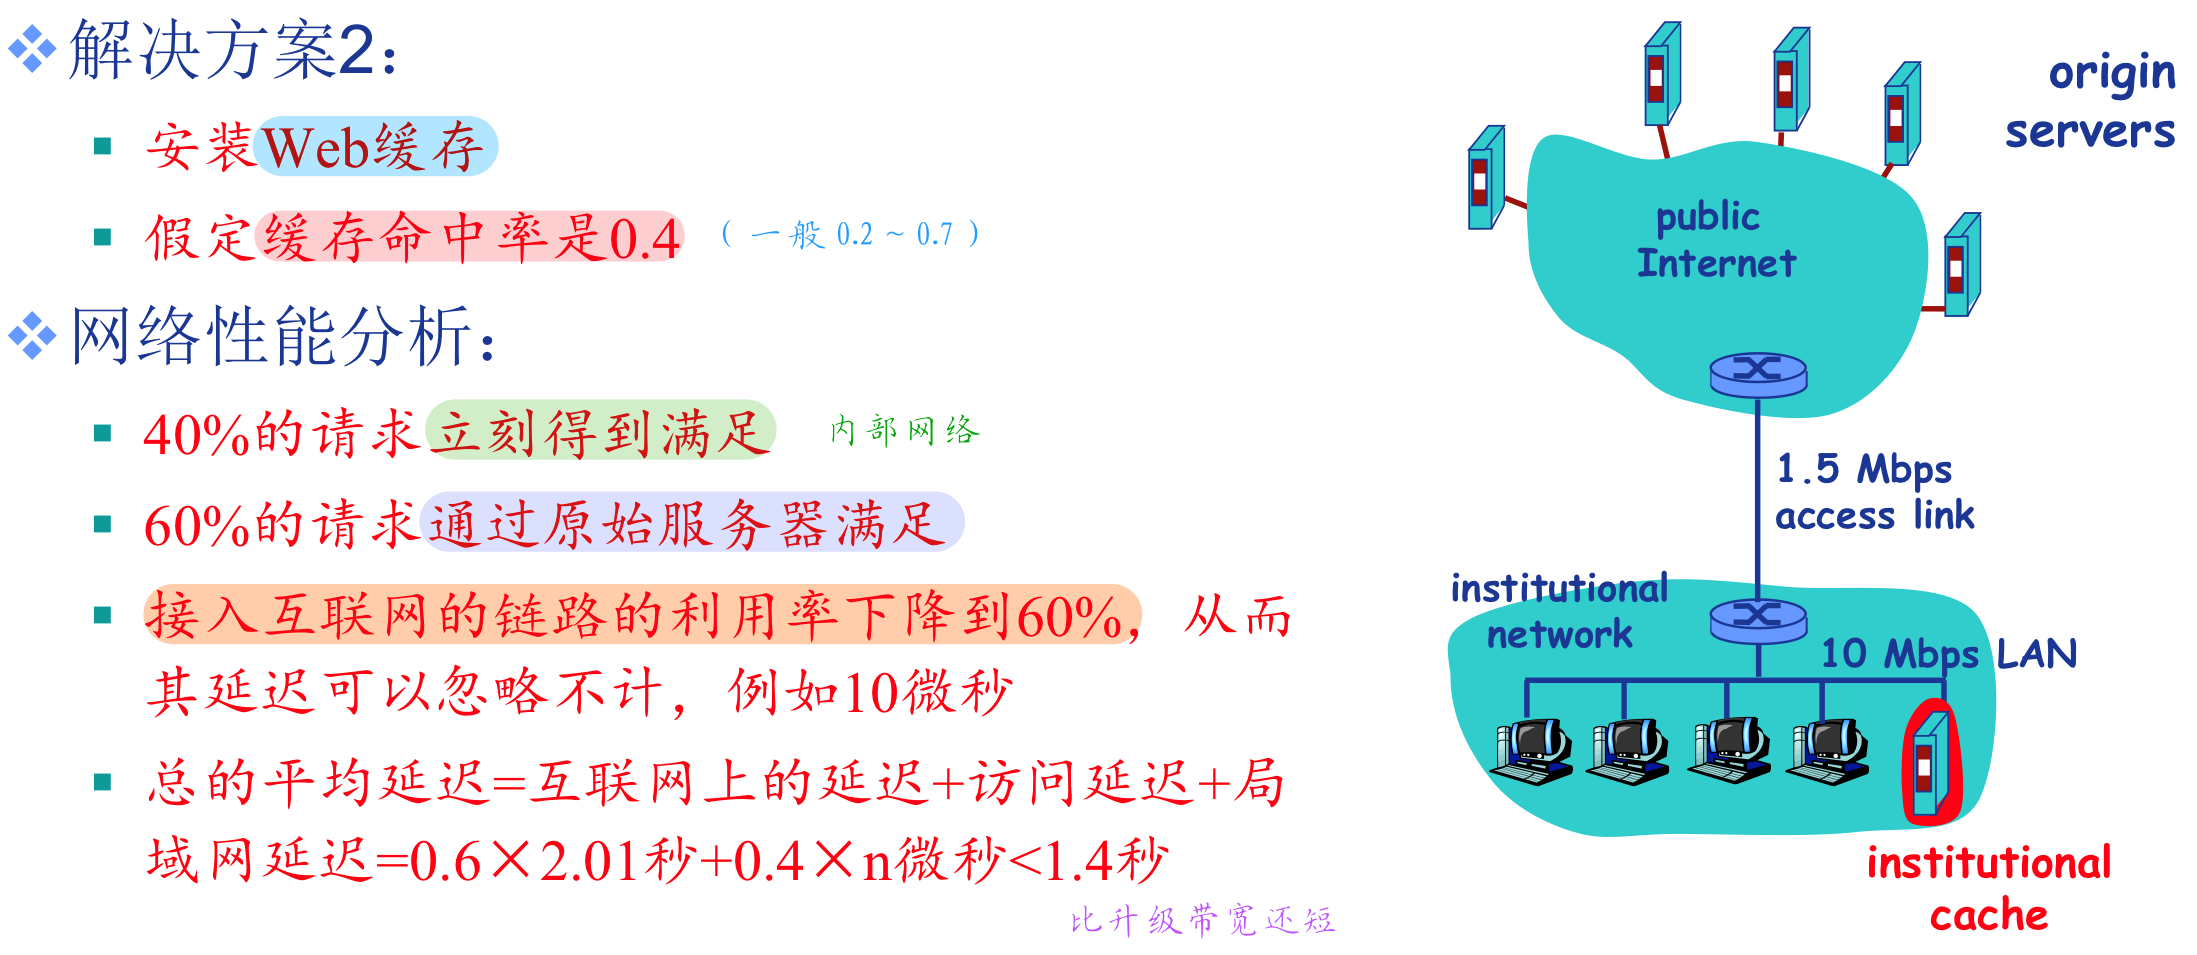 解决方案2：
安装Web缓存
假定缓存命中率是0.4 （一般 0.2 ~ 0.7 ）
网络性能分析：
40%的请求立刻得到满足 内部网络
60%的请求通过原始服务器满足
接入互联网的链路的利用率下降到60%，从而
其延迟可以忽略不计，例如10微秒
总的平均延迟=互联网上的延迟+访问延迟+局
域网延迟=0.6×2.01秒+0.4×n微秒<1.4秒
比升级带宽还短
origin
servers
public
Internet
1.5 Mbps
access link
institutional
network
10 Mbps LAN
institutional
cache